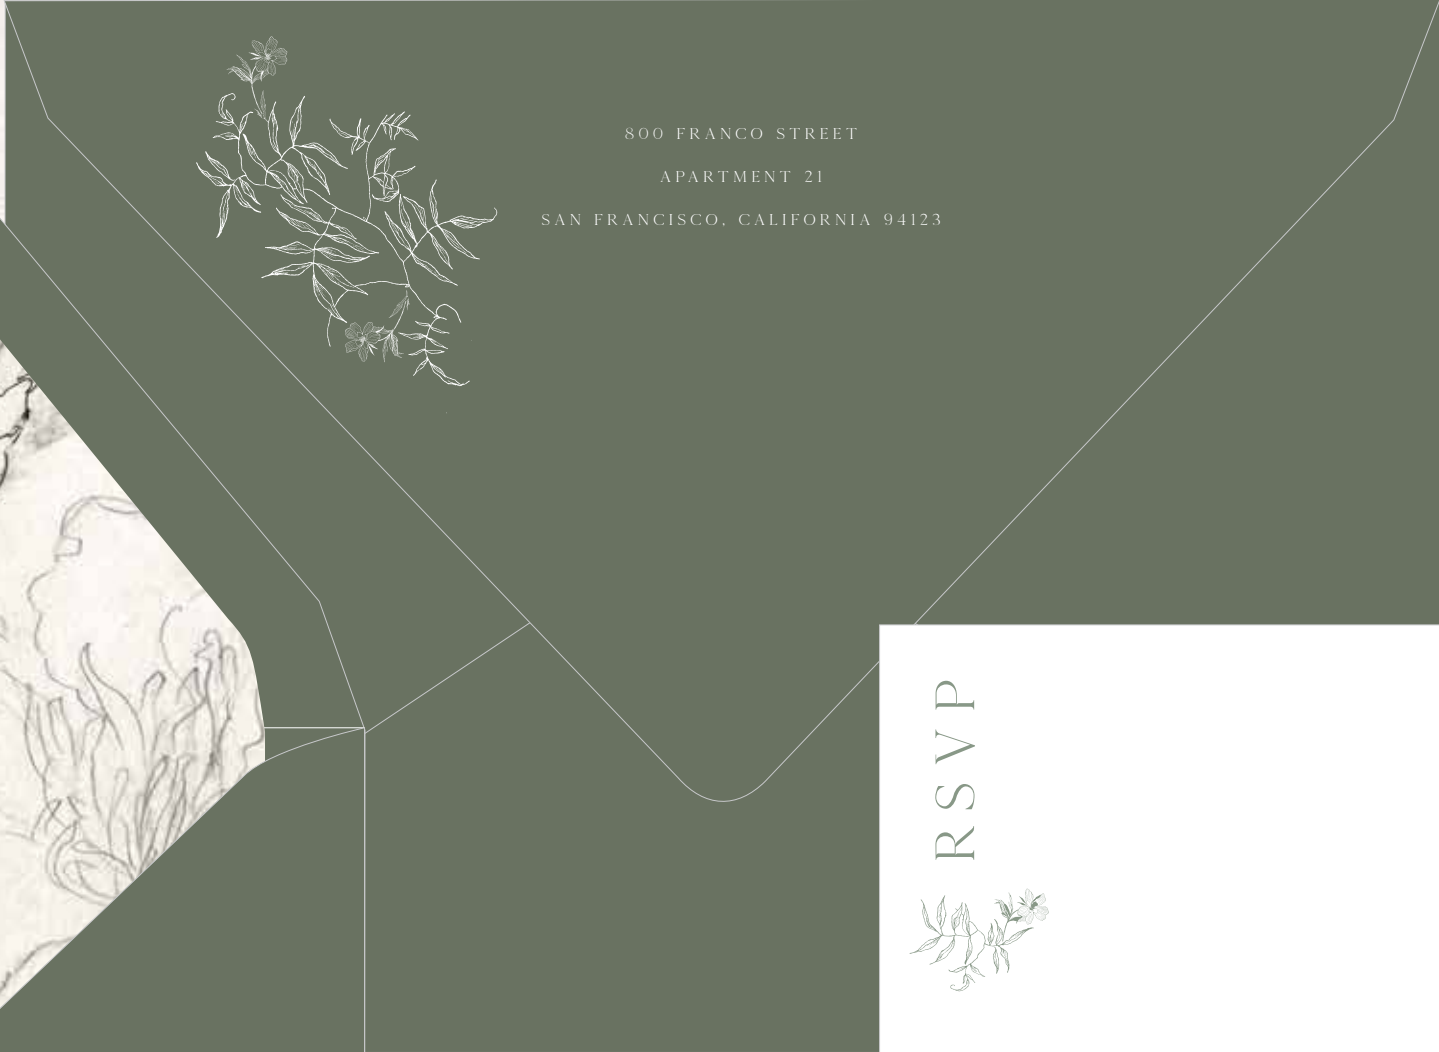 800 FRANCO STREET
APARTMENT 21
SAN FRANCISCO, CALIFORNIA 94123
RSVP